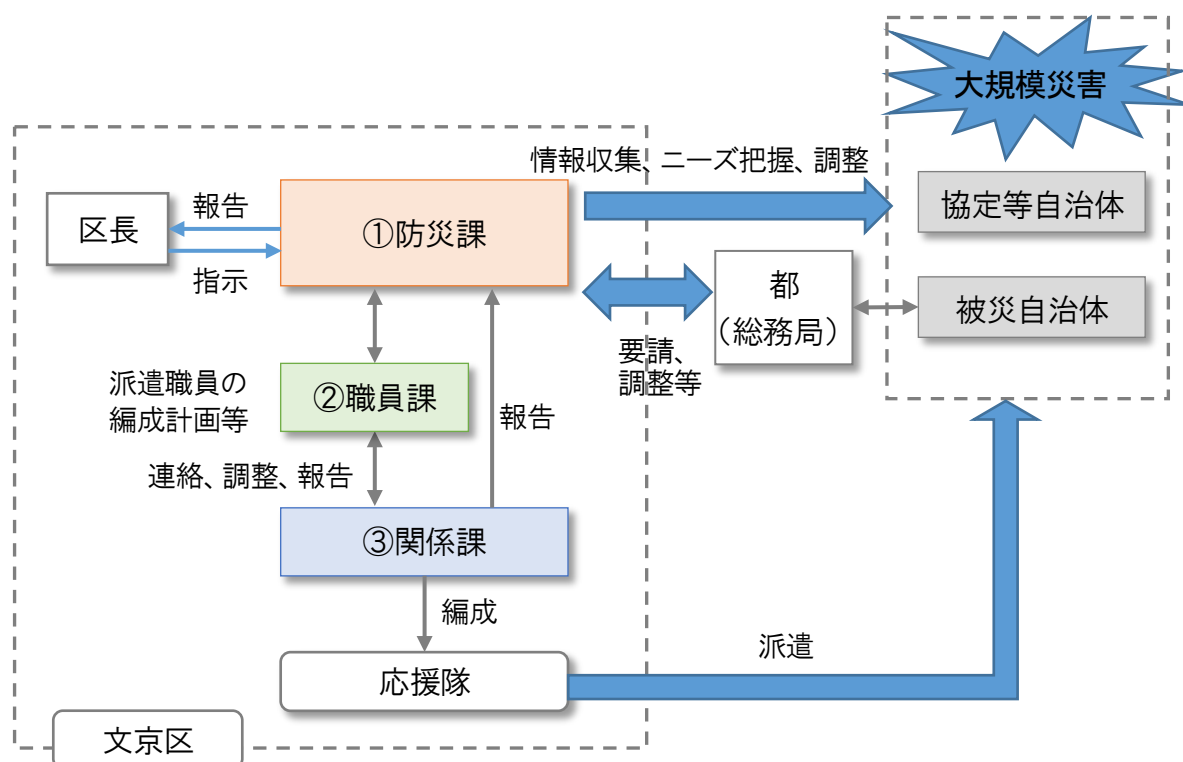 大規模災害
情報収集、ニーズ把握、調整
区長
報告
指示
①防災課
協定等自治体
都
（総務局）
被災自治体
要請、
調整等
派遣職員の
編成計画等
②職員課
報告
連絡、調整、報告
③関係課
編成
応援隊
派遣
文京区